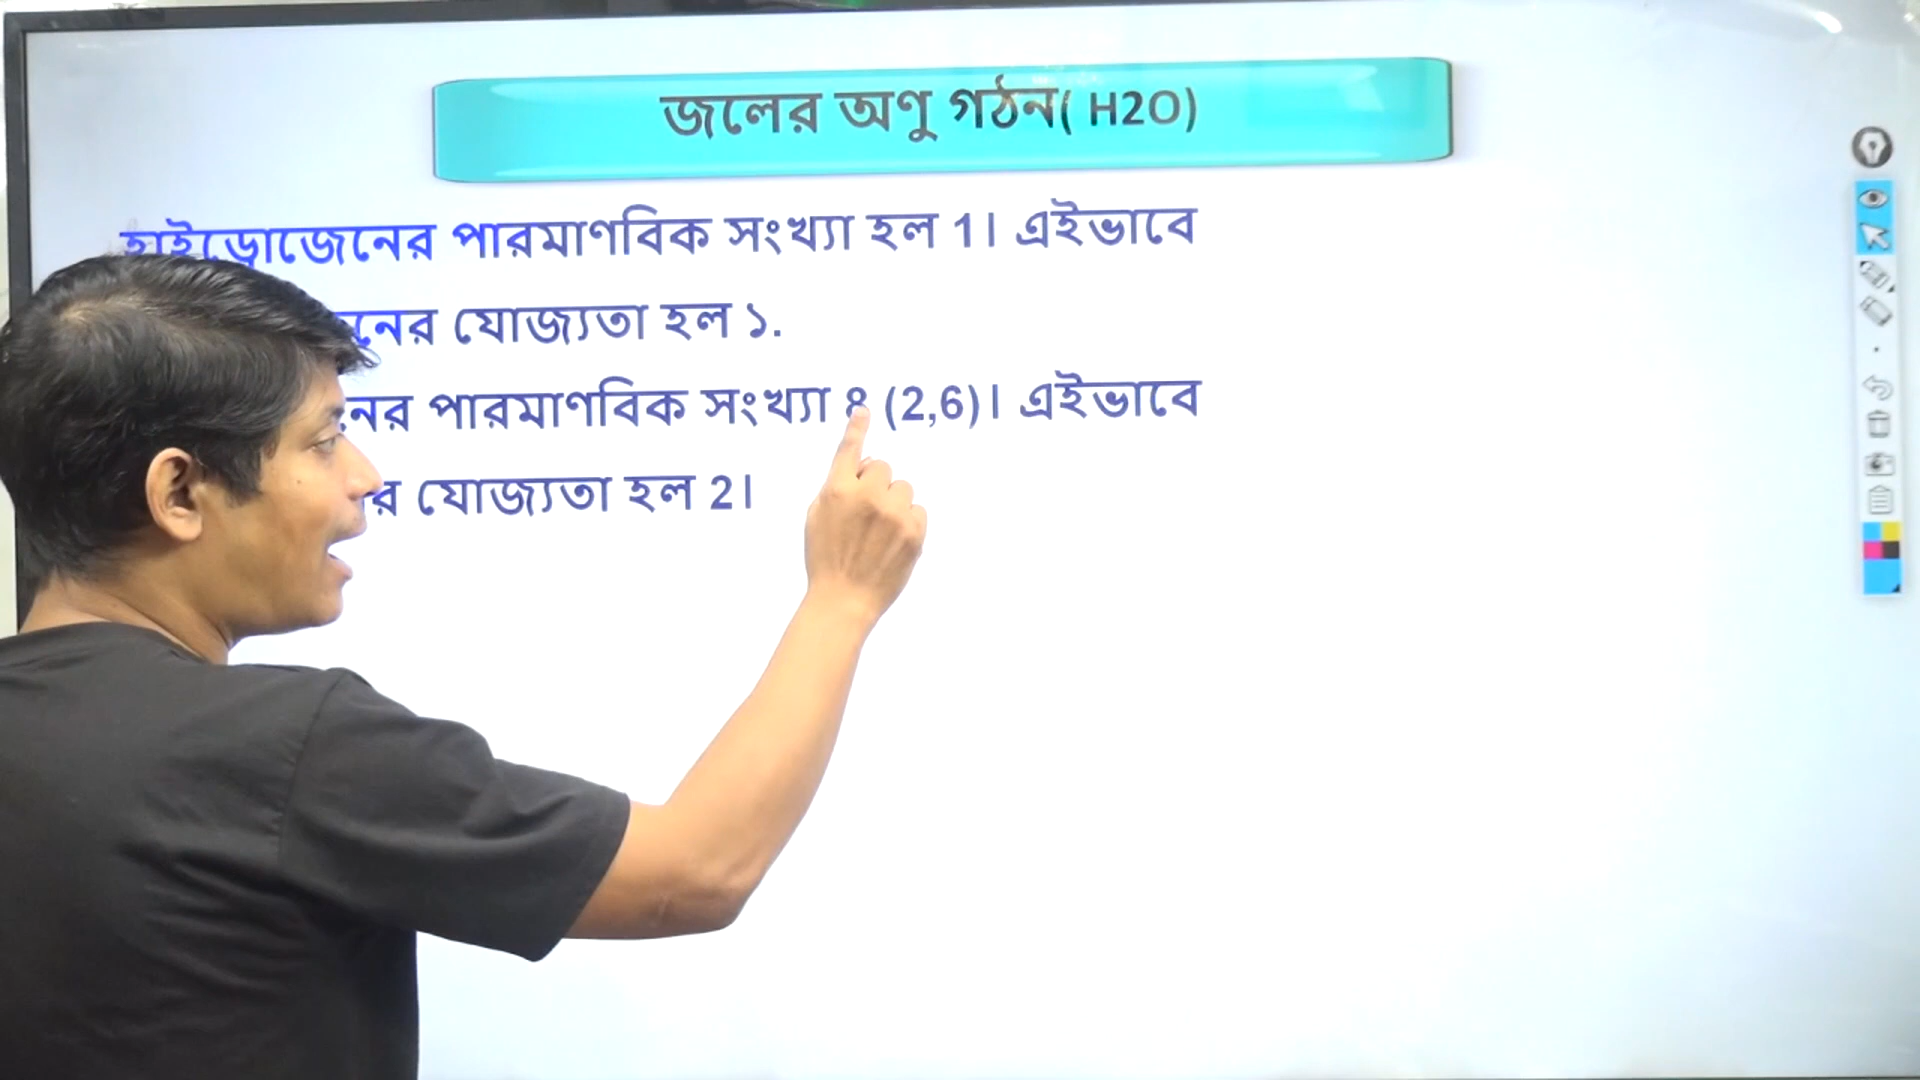 জলের অণু গঠন( H2O)
হাইড্রোজেনের পারমাণবিক সংখ্যা হল 1। এইভাবে
যোজ্যতা হল ১.
পারমাণবিক সংখ্যা 8 (2,6)। এইভাবে
যোজ্যতা হল 2।